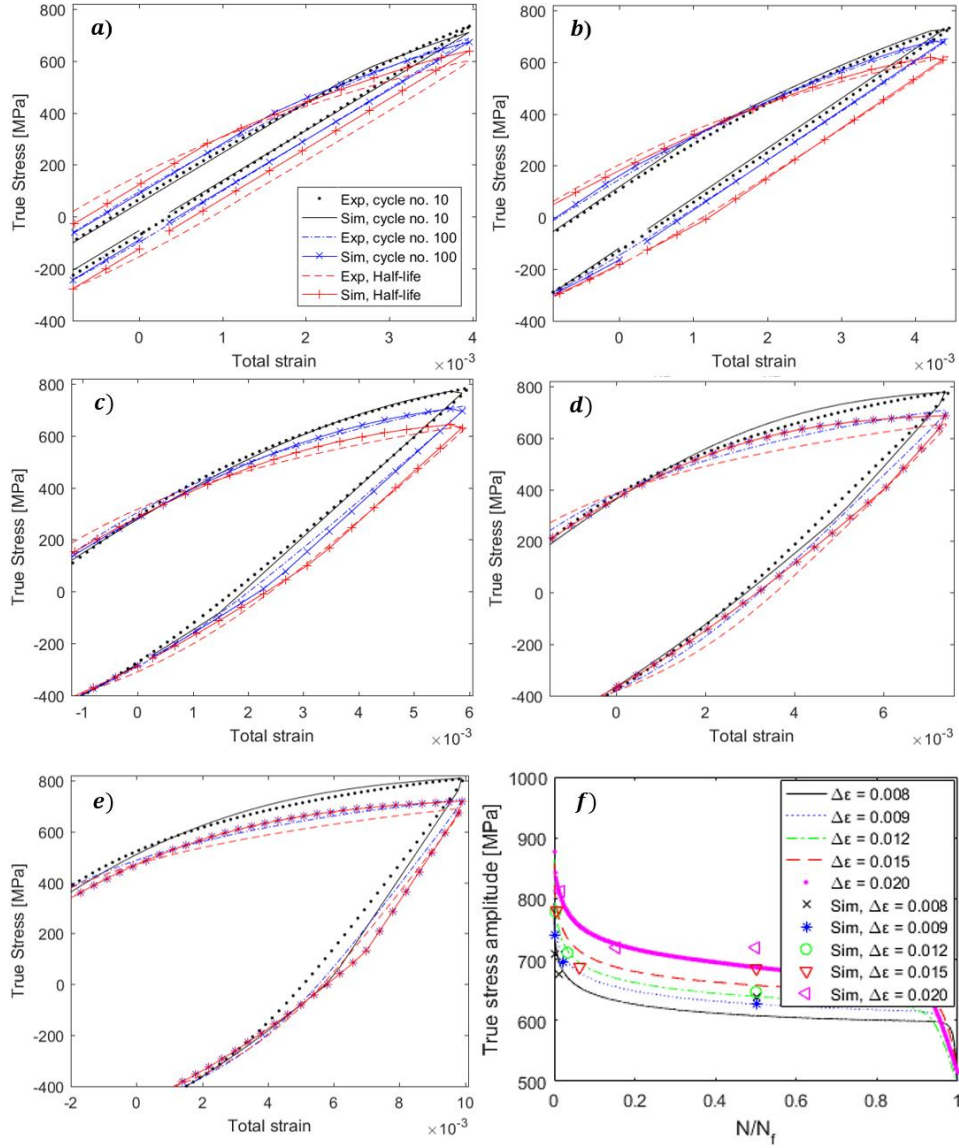 a)
True Stress [MPa]
600
400
200
0
-200
-400
0
1
2
3
4
Total strain
×10⁻³
Exp, cycle no. 10
Sim, cycle no. 10
Exp, cycle no. 100
Sim, cycle no. 100
Exp, Half-life
Sim, Half-life
b)
True Stress [MPa]
600
400
200
0
-200
-400
0
1
2
3
4
Total strain
×10⁻³
c)
True Stress [MPa]
800
600
400
200
0
-200
-400
-1
0
1
2
3
4
5
6
Total strain
×10⁻³
d)
True Stress [MPa]
800
600
400
200
0
-200
-400
0
2
4
6
Total strain
×10⁻³
e)
True Stress [MPa]
800
600
400
200
0
-200
-400
-2
0
2
4
6
8
10
Total strain
×10⁻³
f)
True stress amplitude [MPa]
1000
900
800
700
600
500
0
0.2
0.4
0.6
0.8
1
N/Nf
Δε = 0.008
Δε = 0.009
Δε = 0.012
Δε = 0.015
Δε = 0.020
Sim, Δε = 0.008
Sim, Δε = 0.009
Sim, Δε = 0.012
Sim, Δε = 0.015
Sim, Δε = 0.020